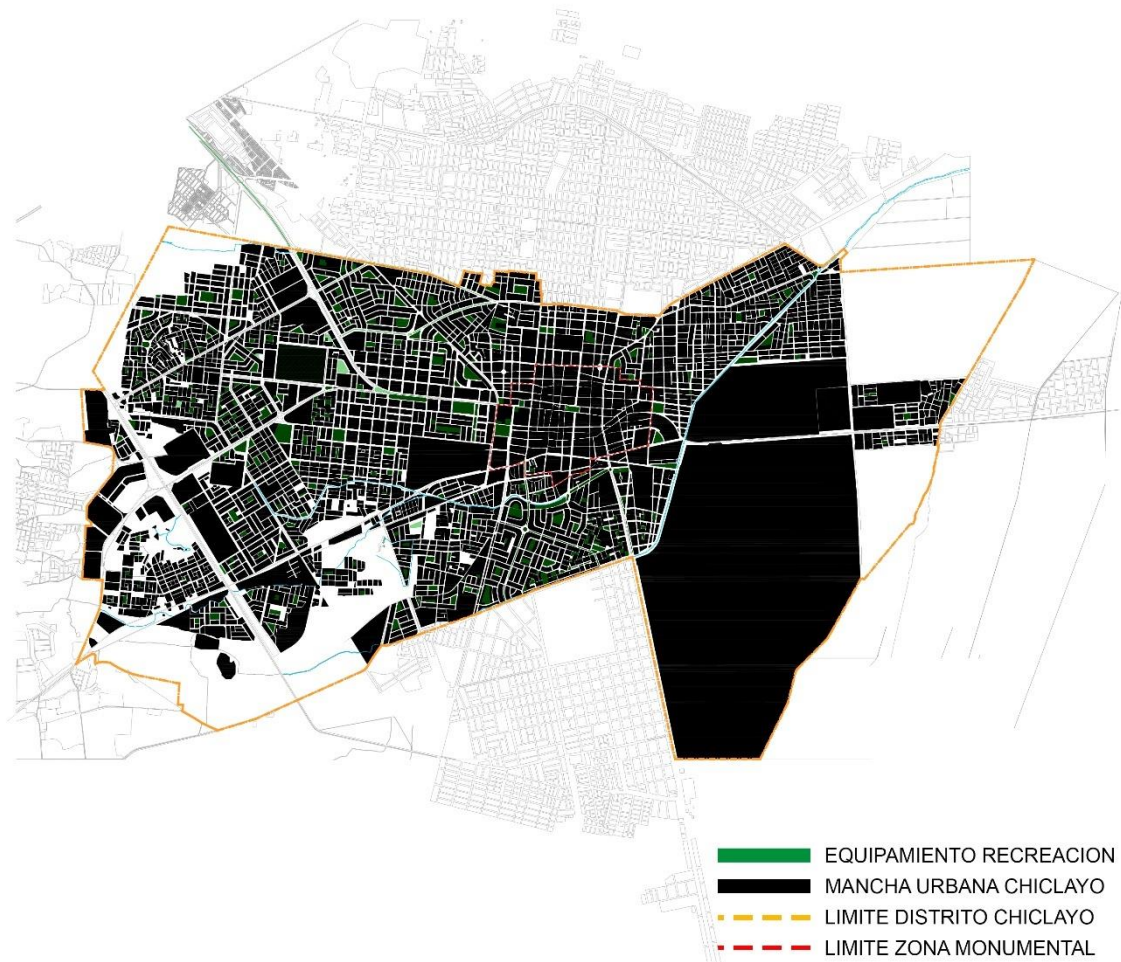 EQUIPAMIENTO RECREACION
MANCHA URBANA CHICLAYO
LIMITE DISTRITO CHICLAYO
LIMITE ZONA MONUMENTAL